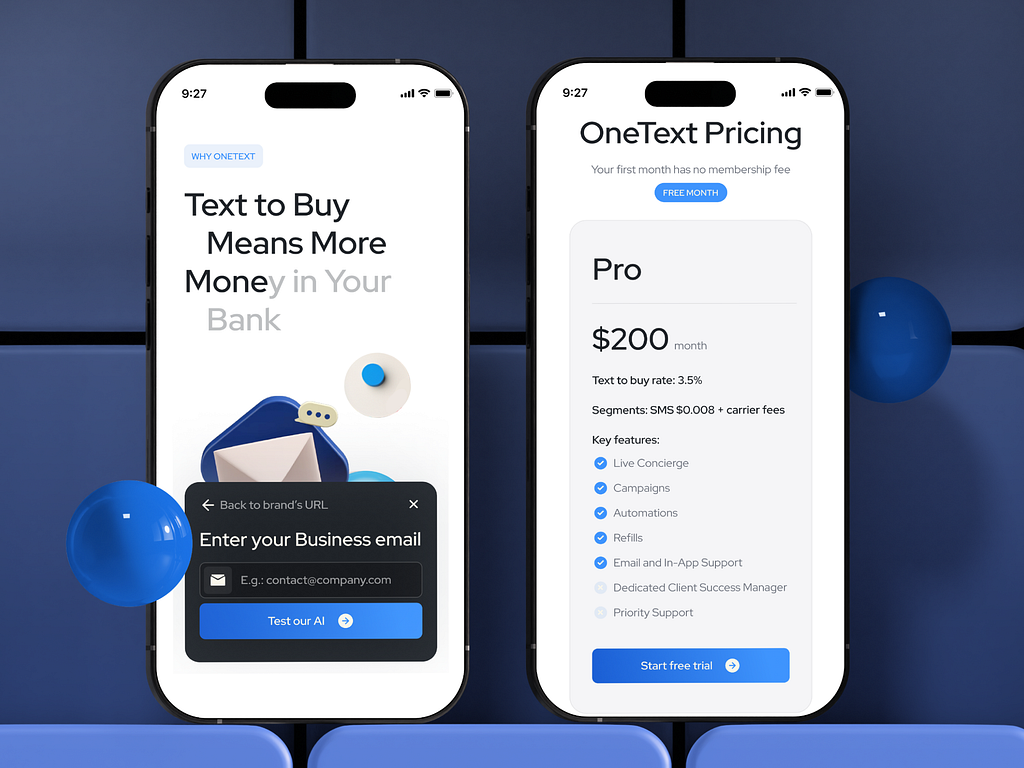 9:27
WHY ONETEXT
Text to Buy
Means More
Money in Your
Bank
Back to brand's URL
Enter your Business email
E.g.: contact@company.com
Test our AI
9:27
OneText Pricing
Your first month has no membership fee
FREE MONTH
Pro
$200 month
Text to buy rate: 3.5%
Segments: SMS $0.008 + carrier fees
Key features:
Live Concierge
Campaigns
Automations
Refills
Email and In-App Support
Dedicated Client Success Manager
Priority Support
Start free trial